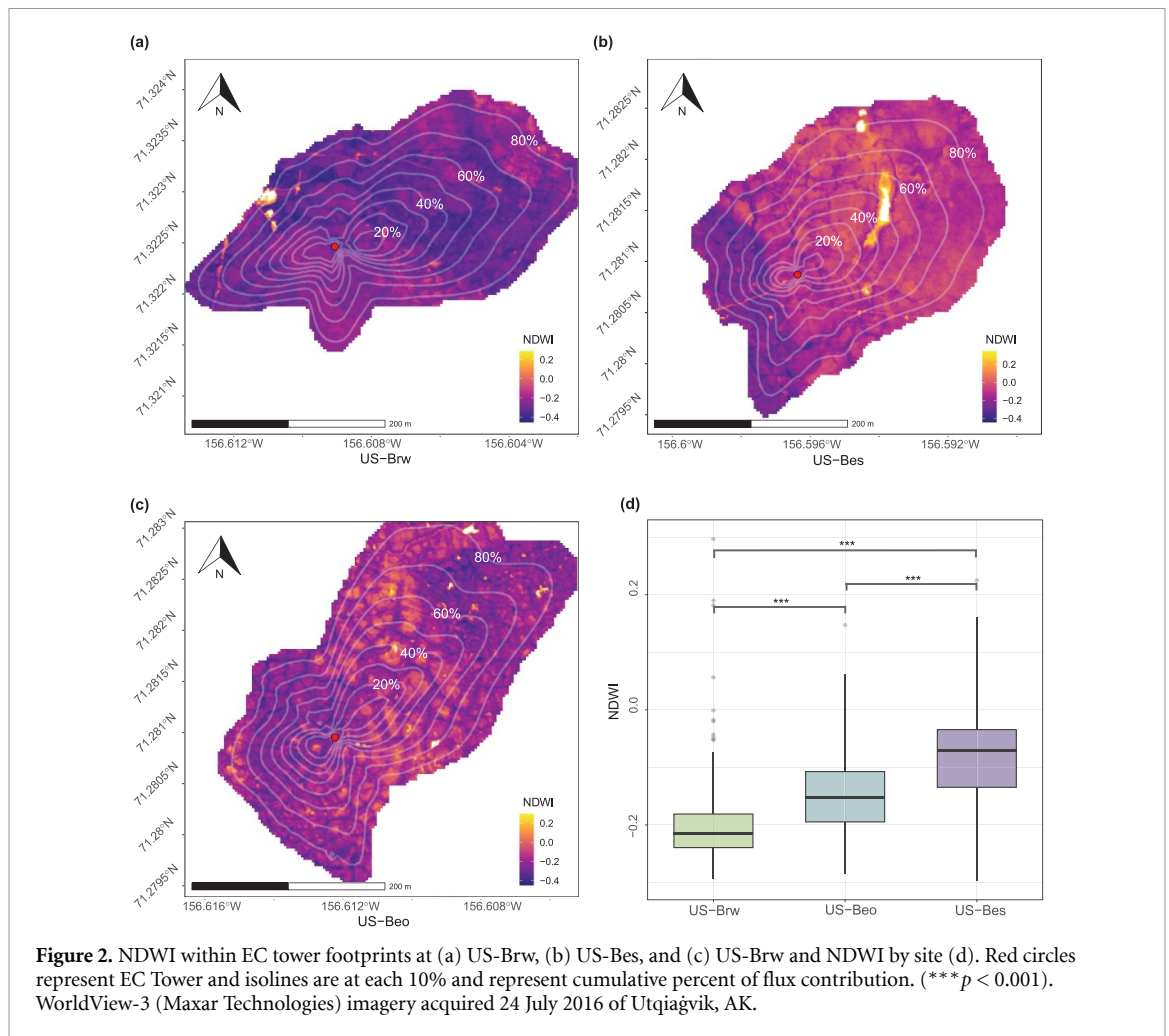 (a)
N
71.324°N
71.3235°N
71.323°N
71.3225°N
71.322°N
71.3215°N
71.321°N
80%
60%
40%
20%
NDWI
0.2
0.0
−0.2
−0.4
200 m
156.612°W 156.608°W 156.604°W
US−Brw
(b)
N
71.2825°N
71.282°N
71.2815°N
71.281°N
71.2805°N
71.28°N
71.2795°N
80%
60%
40%
20%
NDWI
0.2
0.0
−0.2
−0.4
200 m
156.6°W 156.596°W 156.592°W
US−Bes
(c)
N
71.283°N
71.2825°N
71.282°N
71.2815°N
71.281°N
71.2805°N
71.28°N
71.2795°N
80%
60%
40%
20%
NDWI
0.2
0.0
−0.2
−0.4
200 m
156.616°W 156.612°W 156.608°W
US−Beo
(d)
***
***
***
NDWI
0.2
0.0
−0.2
US−Brw US−Beo US−Bes
Figure 2. NDWI within EC tower footprints at (a) US-Brw, (b) US-Bes, and (c) US-Brw and NDWI by site (d). Red circles
represent EC Tower and isolines are at each 10% and represent cumulative percent of flux contribution. (***p < 0.001).
WorldView-3 (Maxar Technologies) imagery acquired 24 July 2016 of Utqiaġvik, AK.